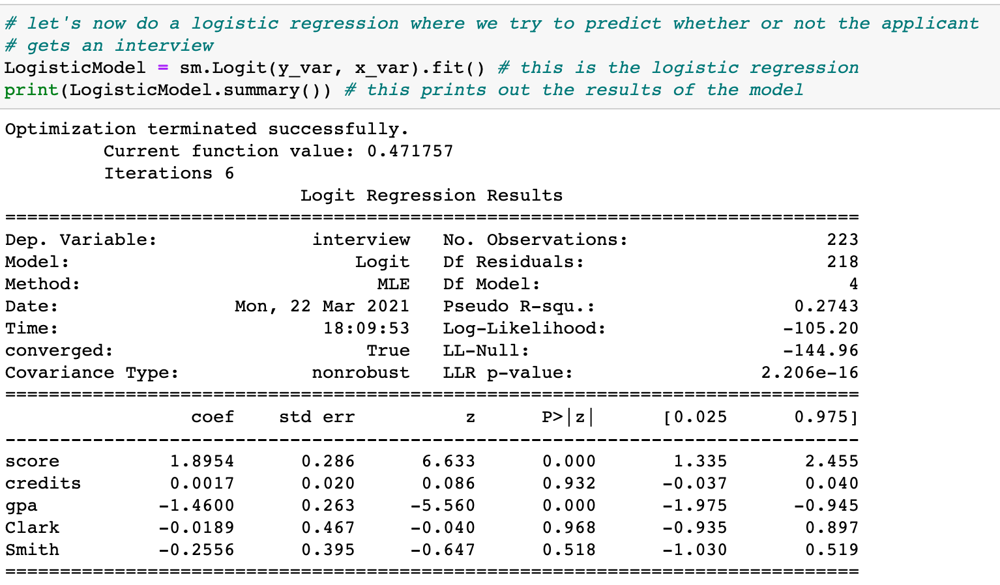 # let's now do a logistic regression where we try to predict whether or not the applicant
# gets an interview
LogisticModel = sm.Logit(y_var, x_var).fit() # this is the logistic regression
print(LogisticModel.summary()) # this prints out the results of the model
Optimization terminated successfully.
         Current function value: 0.471757
         Iterations 6
                           Logit Regression Results
==============================================================================
Dep. Variable:              interview   No. Observations:                  223
Model:                          Logit   Df Residuals:                      218
Method:                           MLE   Df Model:                            4
Date:                Mon, 22 Mar 2021   Pseudo R-squ.:                  0.2743
Time:                        18:09:53   Log-Likelihood:                -105.20
converged:                       True   LL-Null:                       -144.96
Covariance Type:            nonrobust   LLR p-value:                 2.206e-16
==============================================================================
                 coef    std err          z      P>|z|      [0.025      0.975]
------------------------------------------------------------------------------
score          1.8954      0.286      6.633      0.000       1.335       2.455
credits        0.0017      0.020      0.086      0.932      -0.037       0.040
gpa           -1.4600      0.263     -5.560      0.000      -1.975      -0.945
Clark         -0.0189      0.467     -0.040      0.968      -0.935       0.897
Smith         -0.2556      0.395     -0.647      0.518      -1.030       0.519
==============================================================================